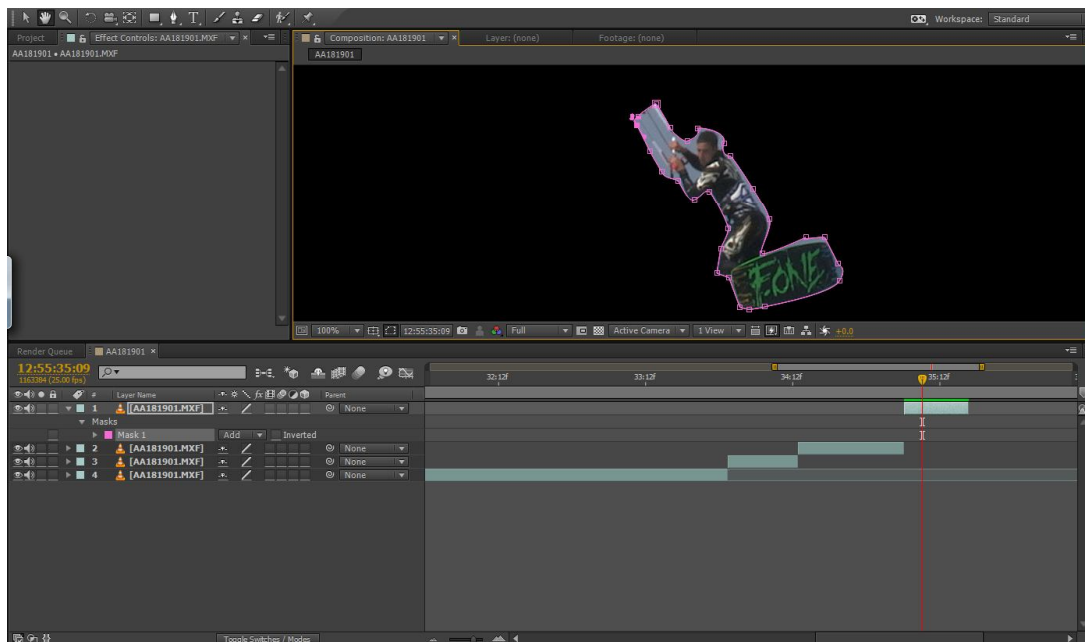 Workspace: Standard
Project Effect Controls: AA181901.MXF
AA181901 • AA181901.MXF
Composition: AA181901 Layer: (none) Footage: (none)
AA181901
F-ONE
100% 12:55:35:09 Full Active Camera 1 View +0.0
Render Queue AA181901
12:55:35:09
1163384 (25.00 fps)
32:12f 33:12f 34:12f 35:12f
# Layer Name fx Parent
1 [AA181901.MXF] None
Masks
Mask 1 Add Inverted
2 [AA181901.MXF] None
3 [AA181901.MXF] None
4 [AA181901.MXF] None
Toggle Switches / Modes